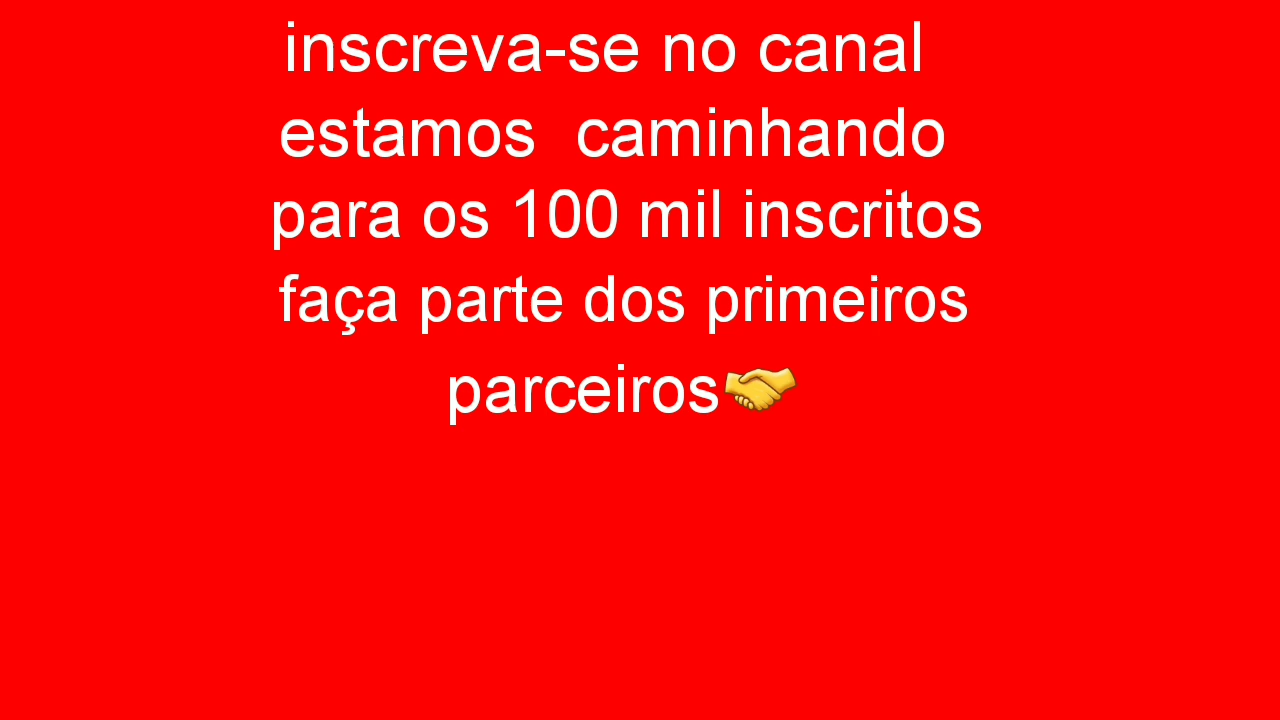 inscreva-se no canal
estamos  caminhando
para os 100 mil inscritos
faça parte dos primeiros
parceiros🤝